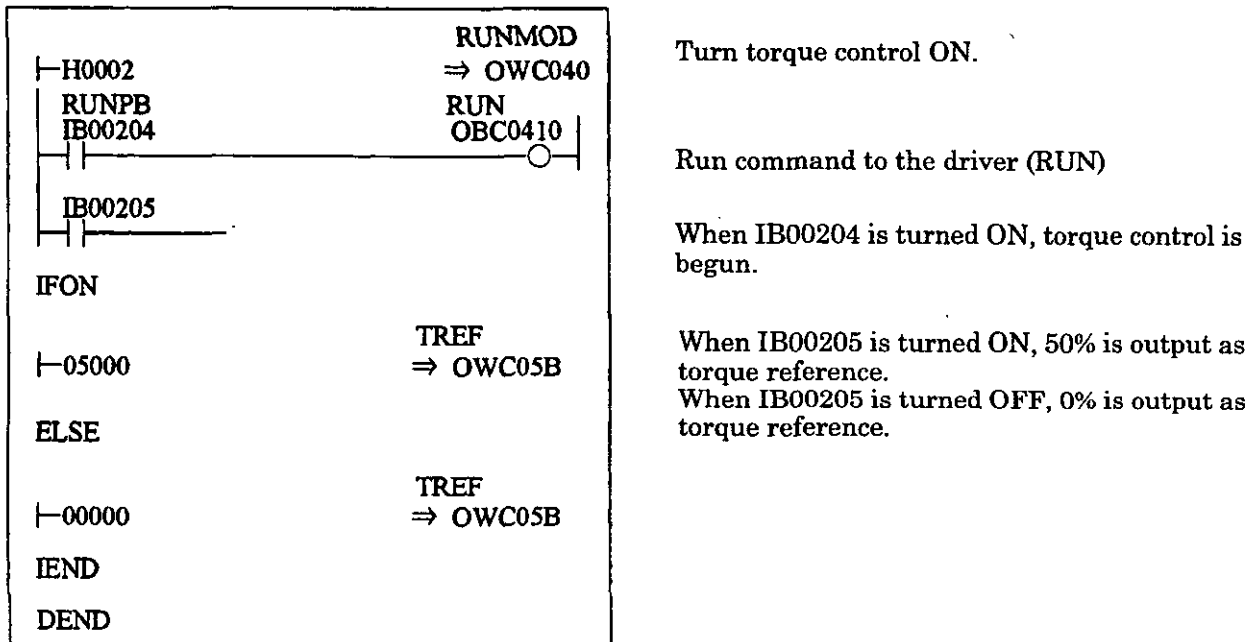 RUNMOD
H0002 ⇒ OWC040
RUNPB RUN
IB00204 OBC0410
IB00205
IFON
TREF
05000 ⇒ OWC05B
ELSE
TREF
00000 ⇒ OWC05B
IEND
DEND
Turn torque control ON.
Run command to the driver (RUN)
When IB00204 is turned ON, torque control is
begun.
When IB00205 is turned ON, 50% is output as
torque reference.
When IB00205 is turned OFF, 0% is output as
torque reference.